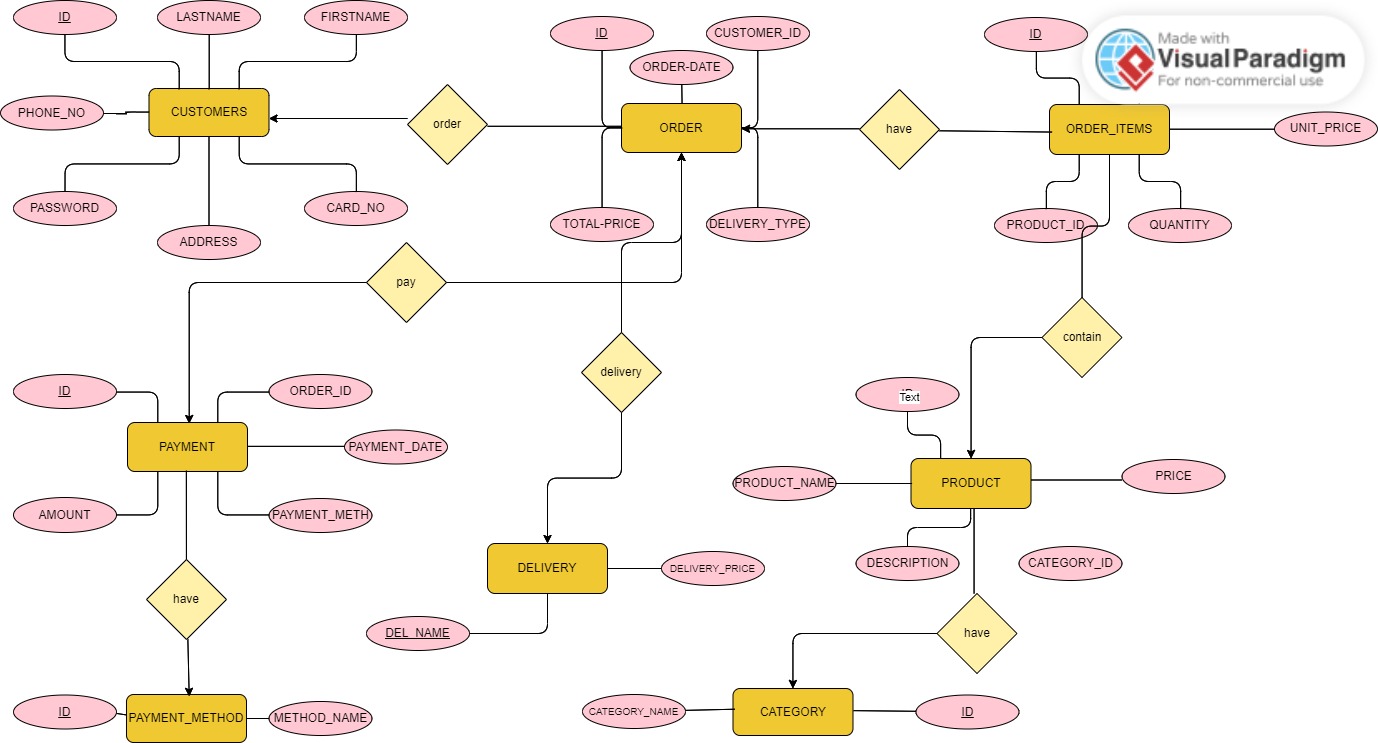 ID
LASTNAME
FIRSTNAME
PHONE_NO
CUSTOMERS
PASSWORD
ADDRESS
CARD_NO
order
ID
ORDER-DATE
CUSTOMER_ID
ORDER
TOTAL-PRICE
DELIVERY_TYPE
have
ID
Made with
Visual Paradigm
For non-commercial use
ORDER_ITEMS
UNIT_PRICE
PRODUCT_ID
QUANTITY
pay
delivery
contain
ID
ORDER_ID
PAYMENT
PAYMENT_DATE
AMOUNT
PAYMENT_METH
Text
PRODUCT_NAME
PRODUCT
PRICE
DESCRIPTION
CATEGORY_ID
DELIVERY
DELIVERY_PRICE
DEL_NAME
have
have
ID
PAYMENT_METHOD
METHOD_NAME
CATEGORY_NAME
CATEGORY
ID